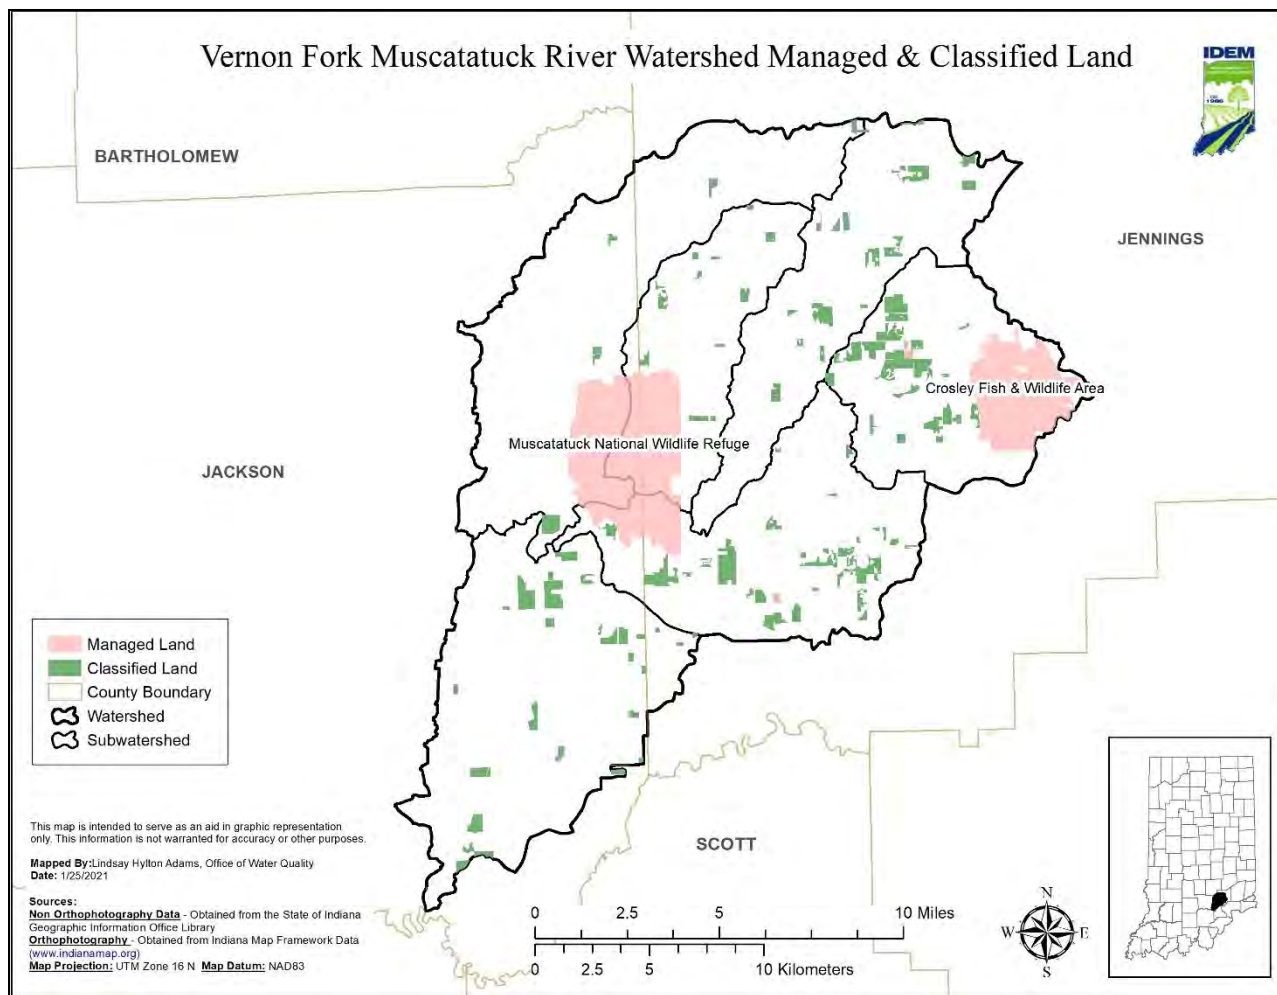 Vernon Fork Muscatatuck River Watershed Managed & Classified Land
IDEM
1986
BARTHOLOMEW
JENNINGS
Crosley Fish & Wildlife Area
Muscatatuck National Wildlife Refuge
JACKSON
Managed Land
Classified Land
County Boundary
Watershed
Subwatershed
SCOTT
This map is intended to serve as an aid in graphic representation
only. This information is not warranted for accuracy or other purposes.
Mapped By:Lindsay Hylton Adams, Office of Water Quality
Date: 1/25/2021
Sources:
Non Orthophotography Data - Obtained from the State of Indiana
Geographic Information Office Library
Orthophotography - Obtained from Indiana Map Framework Data
(www.indianamap.org)
Map Projection: UTM Zone 16 N Map Datum: NAD83
0 2.5 5 10 Miles
0 2.5 5 10 Kilometers
N
W E
S